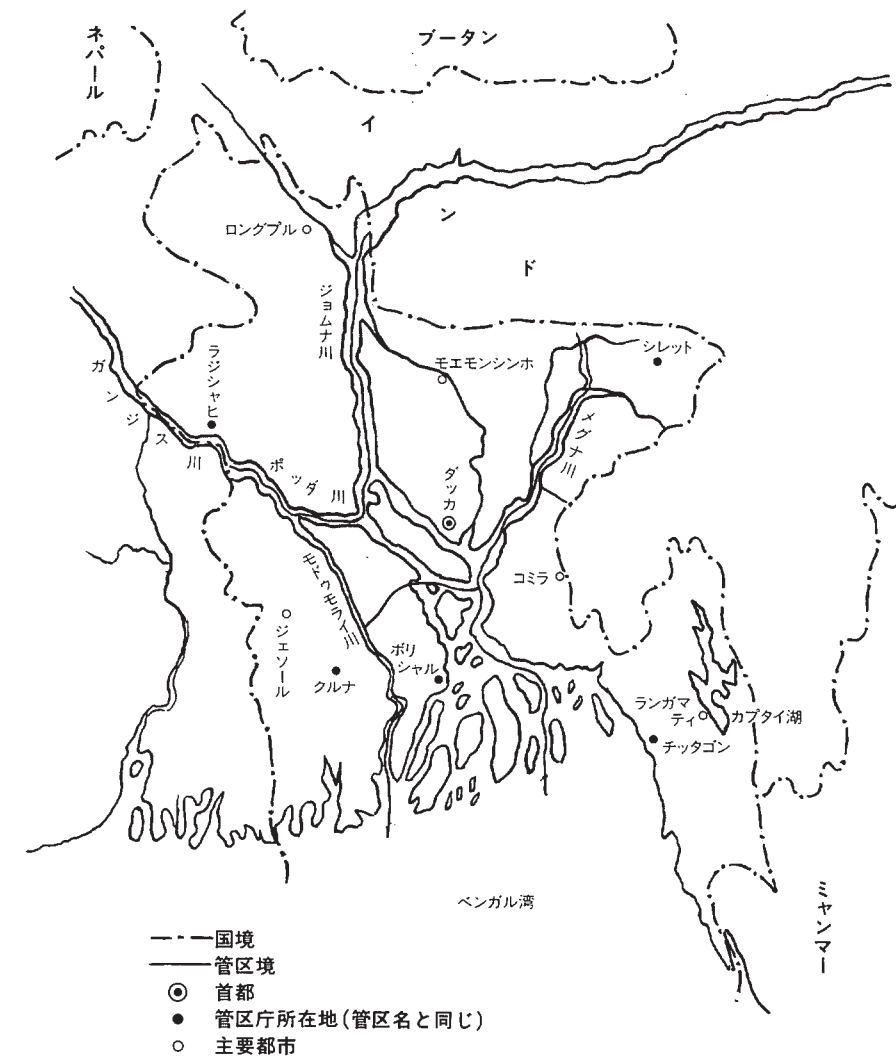 ネパール
ブータン
インド
ロングプル
ジョムナ川
ラジシャヒ
モエモンシンホ
シレット
ガンジス川
ポッダ川
メグナ川
ダッカ
コミラ
モドゥモライ川
ジェソール
クルナ
ボリ
シャル
ランガマ
ティ
カプタイ湖
チッタゴン
ベンガル湾
ミャンマー
国境
管区境
首都
管区庁所在地(管区名と同じ)
主要都市